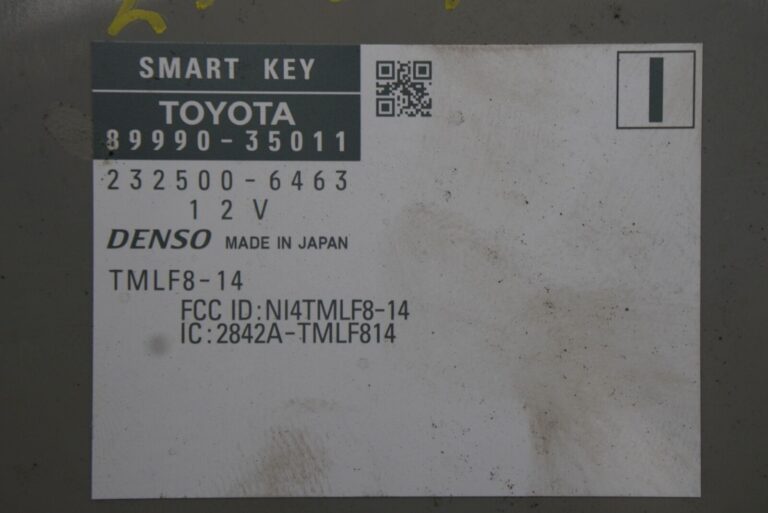 SMART KEY
TOYOTA
89990-35011
232500-6463
12V
DENSO MADE IN JAPAN
TMLF8-14
FCC ID:NI4TMLF8-14
IC:2842A-TMLF814
I